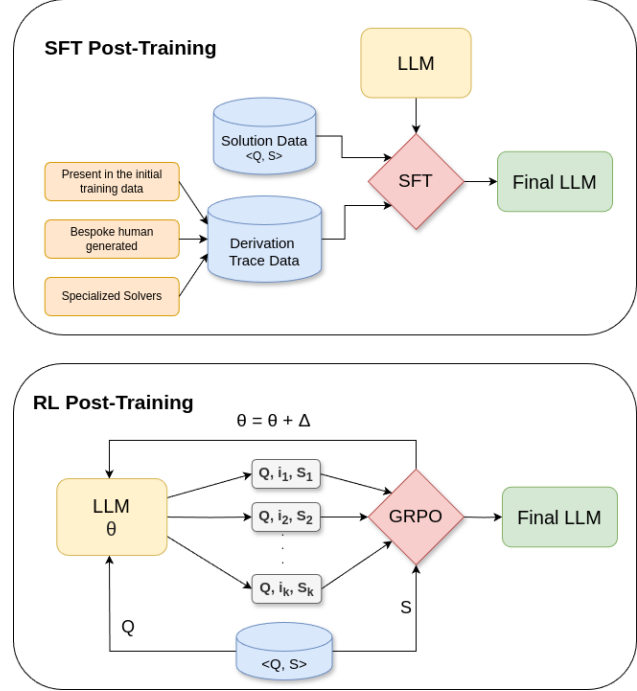 SFT Post-Training
LLM
Solution Data
<Q, S>
Present in the initial
training data
SFT
Final LLM
Bespoke human
generated
Derivation
Trace Data
Specialized Solvers
RL Post-Training
θ = θ + Δ
LLM
θ
Q, i₁, S₁
Q, i₂, S₂
.
.
.
Q, iₖ, Sₖ
GRPO
Final LLM
Q
S
<Q, S>